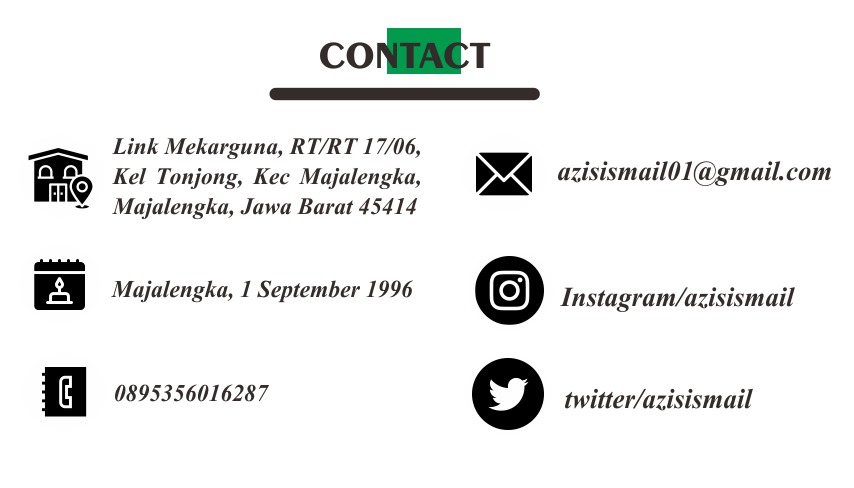 CONTACT
Link Mekarguna, RT/RT 17/06,
Kel Tonjong, Kec Majalengka,
Majalengka, Jawa Barat 45414
Majalengka, 1 September 1996
0895356016287
azisismail01@gmail.com
Instagram/azisismail
twitter/azisismail